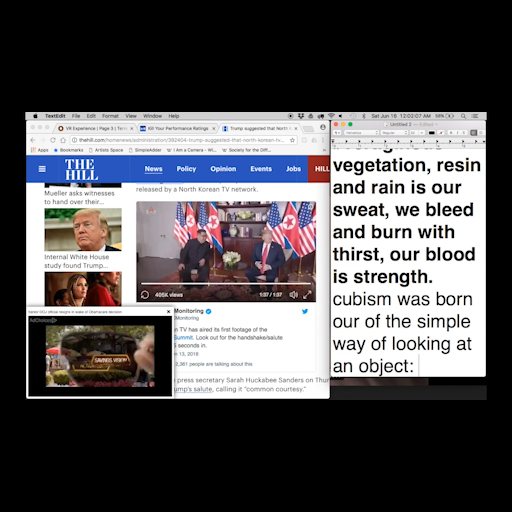 TextEdit File Edit Format View Window Help
Sat Jun 16 12:03:07 AM
VR Experience | Page 3 |
Kill Your Performance Ratings
Trump suggested that North K
Untitled 2 — Edited
thehill.com/homenews/administration/392404-trump-suggested-that-north-korean-tv-
Apps Bookmarks Artists Space SimpleAdder I Am a Camera - W... Society for the Diff...
THE
HILL
News Policy Opinion Events Jobs HILL
Mueller asks witnesses
to hand over their...
Internal White House
study found Trump...
released by a North Korean TV network.
405K views 1:37 / 1:37
Monitoring
Monitoring
n TV has aired its first footage of the
Summit. Look out for the handshake/salute
seconds in.
13, 2018
2,361 people are talking about this
press secretary Sarah Huckabee Sanders on Thur
ump's salute, calling it "common courtesy."
AdChoices
SAVINGS VISION
vegetation, resin
and rain is our
sweat, we bleed
and burn with
thirst, our blood
is strength.
cubism was born
our of the simple
way of looking at
an object: